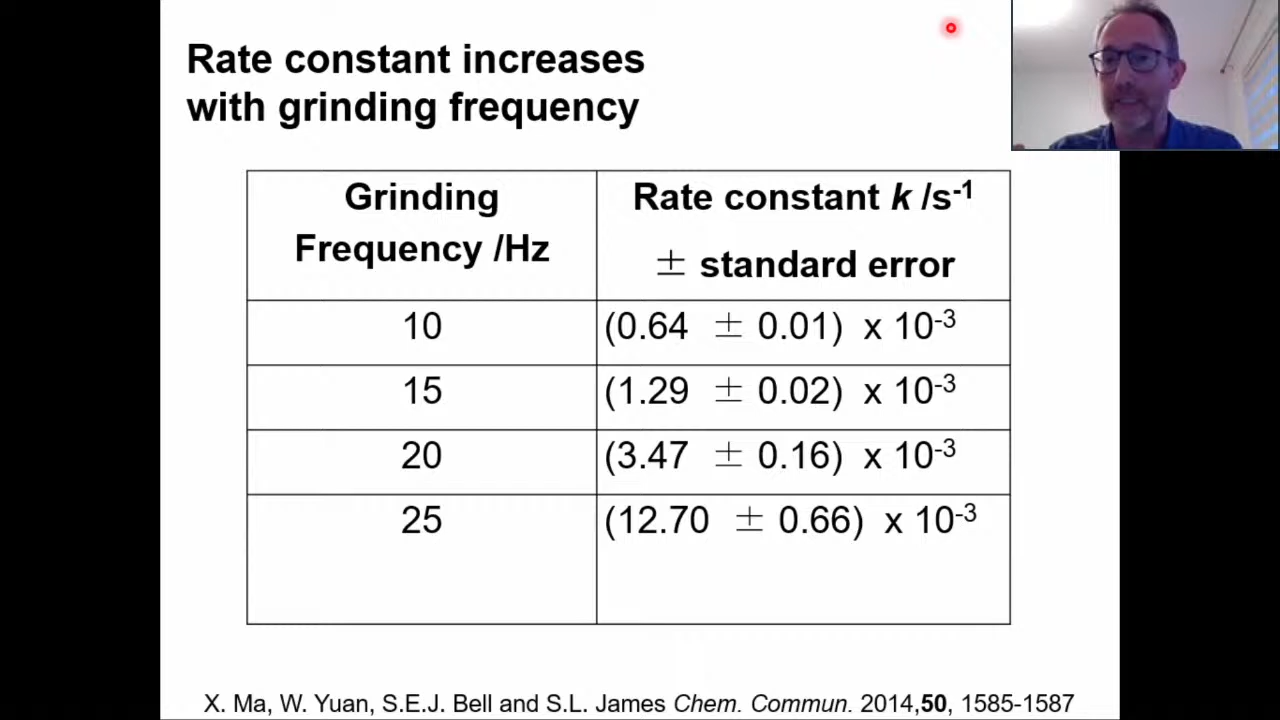 Rate constant increases
with grinding frequency
Grinding
Frequency /Hz
Rate constant k /s⁻¹
± standard error
10
(0.64 ± 0.01) x 10⁻³
15
(1.29 ± 0.02) x 10⁻³
20
(3.47 ± 0.16) x 10⁻³
25
(12.70 ± 0.66) x 10⁻³
X. Ma, W. Yuan, S.E.J. Bell and S.L. James Chem. Commun. 2014,50, 1585-1587